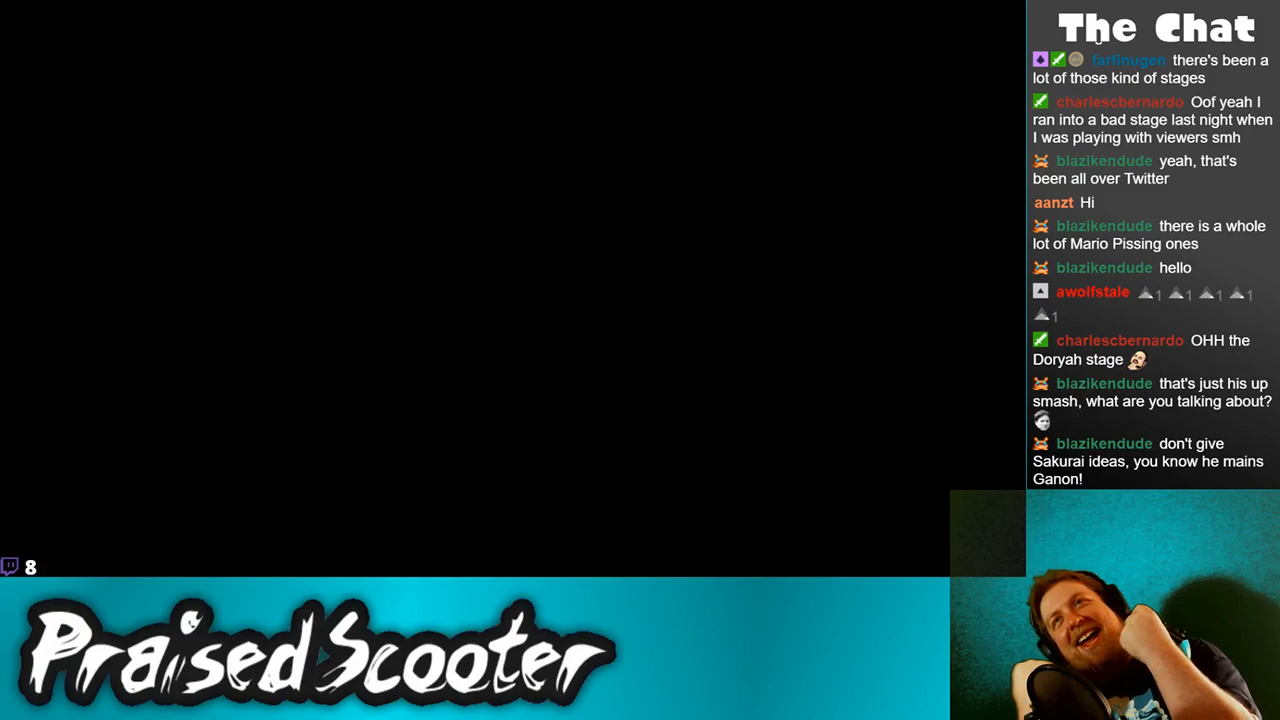 The Chat
farfinugen there's been a
lot of those kind of stages
charlescbernardo Oof yeah I
ran into a bad stage last night when
I was playing with viewers smh
blazikendude yeah, that's
been all over Twitter
aanzt Hi
blazikendude there is a whole
lot of Mario Pissing ones
blazikendude hello
awolfstale 1 1 1 1
1
charlescbernardo OHH the
Doryah stage
blazikendude that's just his up
smash, what are you talking about?
blazikendude don't give
Sakurai ideas, you know he mains
Ganon!
8
PraisedScooter